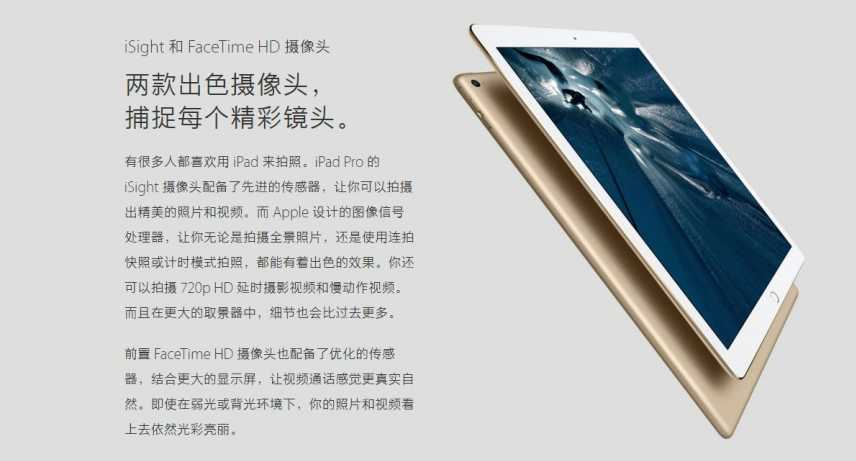 iSight 和 FaceTime HD 摄像头
两款出色摄像头，
捕捉每个精彩镜头。
有很多人都喜欢用 iPad 来拍照。iPad Pro 的
iSight 摄像头配备了先进的传感器，让你可以拍摄
出精美的照片和视频。而 Apple 设计的图像信号
处理器，让你无论是拍摄全景照片，还是使用连拍
快照或计时模式拍照，都能有着出色的效果。你还
可以拍摄 720p HD 延时摄影视频和慢动作视频。
而且在更大的取景器中，细节也会比过去更多。
前置 FaceTime HD 摄像头也配备了优化的传感
器，结合更大的显示屏，让视频通话感觉更真实自
然。即使在弱光或背光环境下，你的照片和视频看
上去依然光彩亮丽。